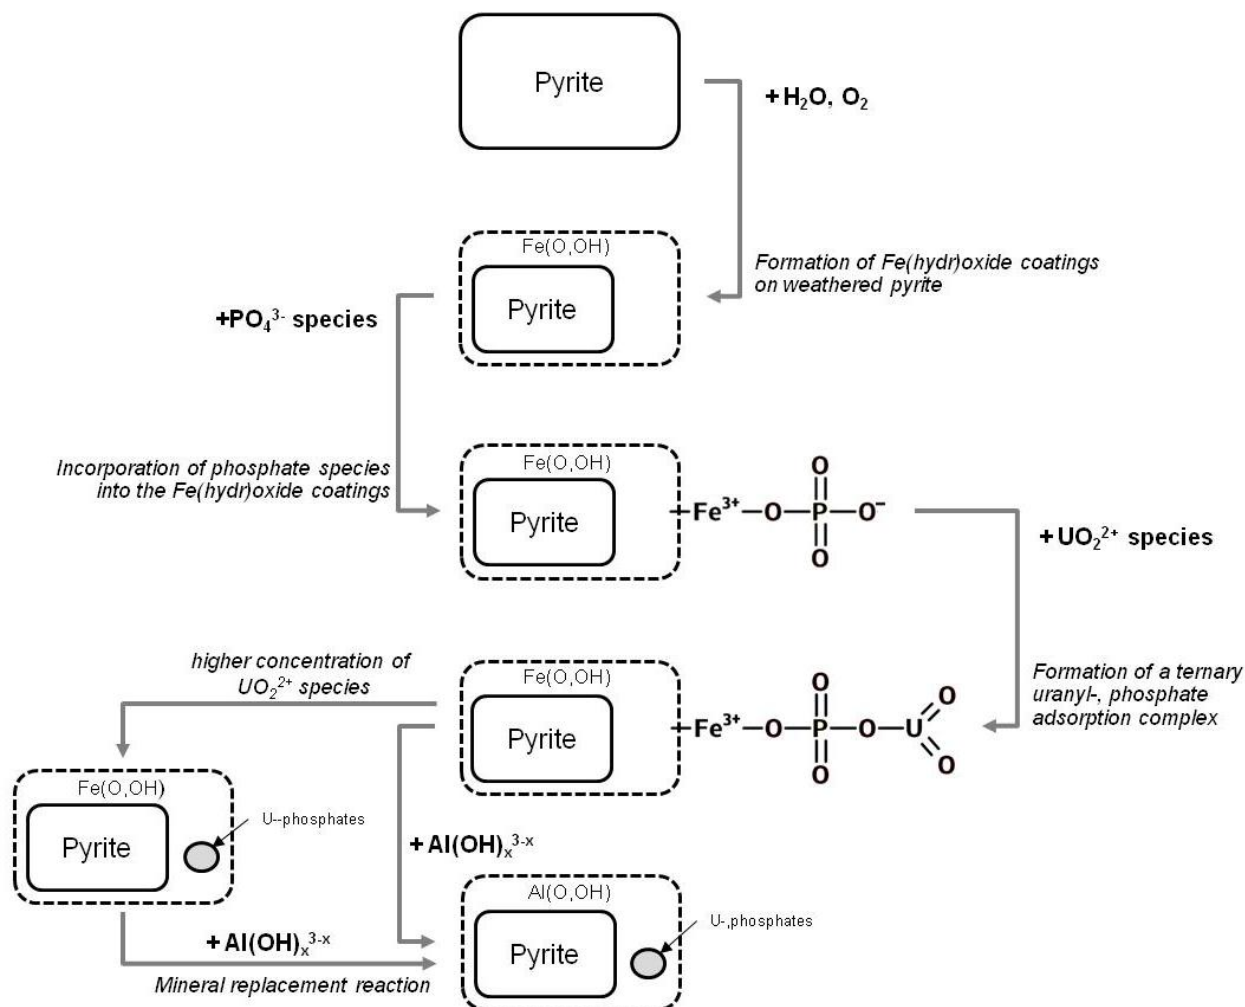 Pyrite
+H₂O, O₂
Fe(O,OH)
Pyrite
Formation of Fe(hydr)oxide coatings
on weathered pyrite
+PO₄³⁻ species
Incorporation of phosphate species
into the Fe(hydr)oxide coatings
Fe(O,OH)
Pyrite
O
Fe³⁺—O—P—O⁻
O
+UO₂²⁺ species
Formation of a ternary
uranyl-, phosphate
adsorption complex
higher concentration of
UO₂²⁺ species
Fe(O,OH)
Pyrite
O
O
Fe³⁺—O—P—O—U
O
O
Fe(O,OH)
Pyrite
U--phosphates
+Al(OH)ₓ³⁻ˣ
Al(O,OH)
Pyrite
U-,phosphates
+Al(OH)ₓ³⁻ˣ
Mineral replacement reaction